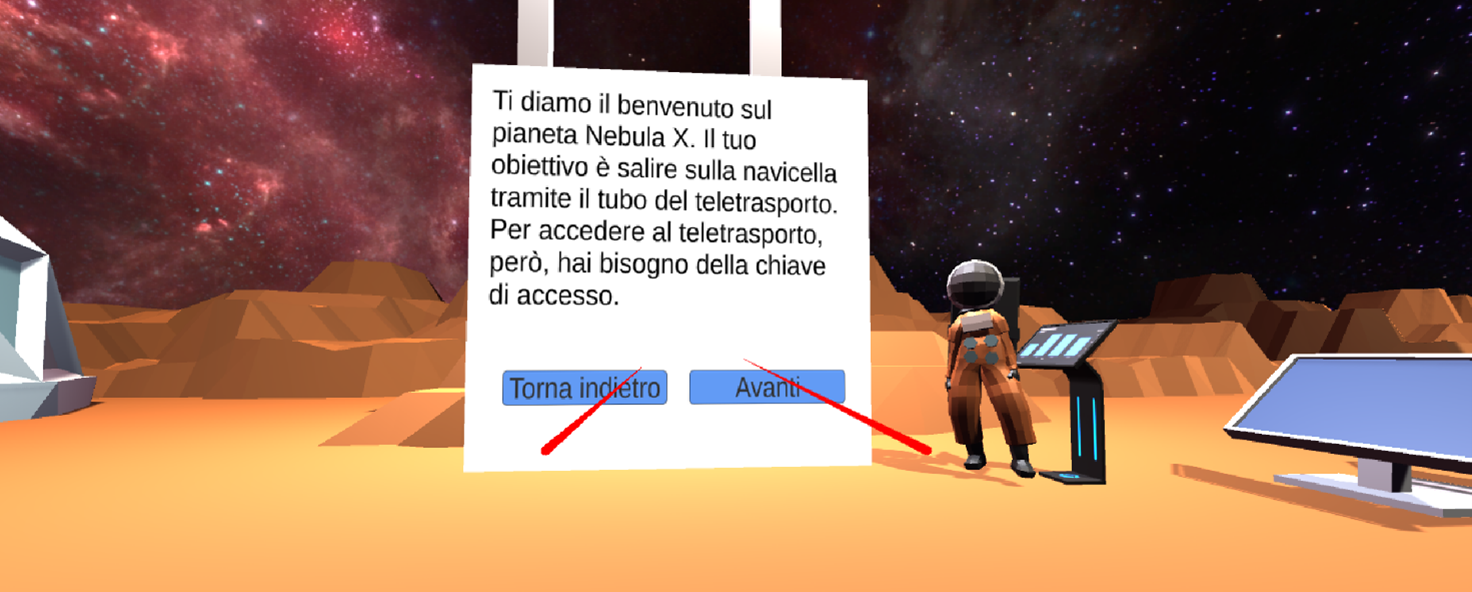 Ti diamo il benvenuto sul
pianeta Nebula X. Il tuo
obiettivo è salire sulla navicella
tramite il tubo del teletrasporto.
Per accedere al teletrasporto,
però, hai bisogno della chiave
di accesso.
Torna indietro
Avanti